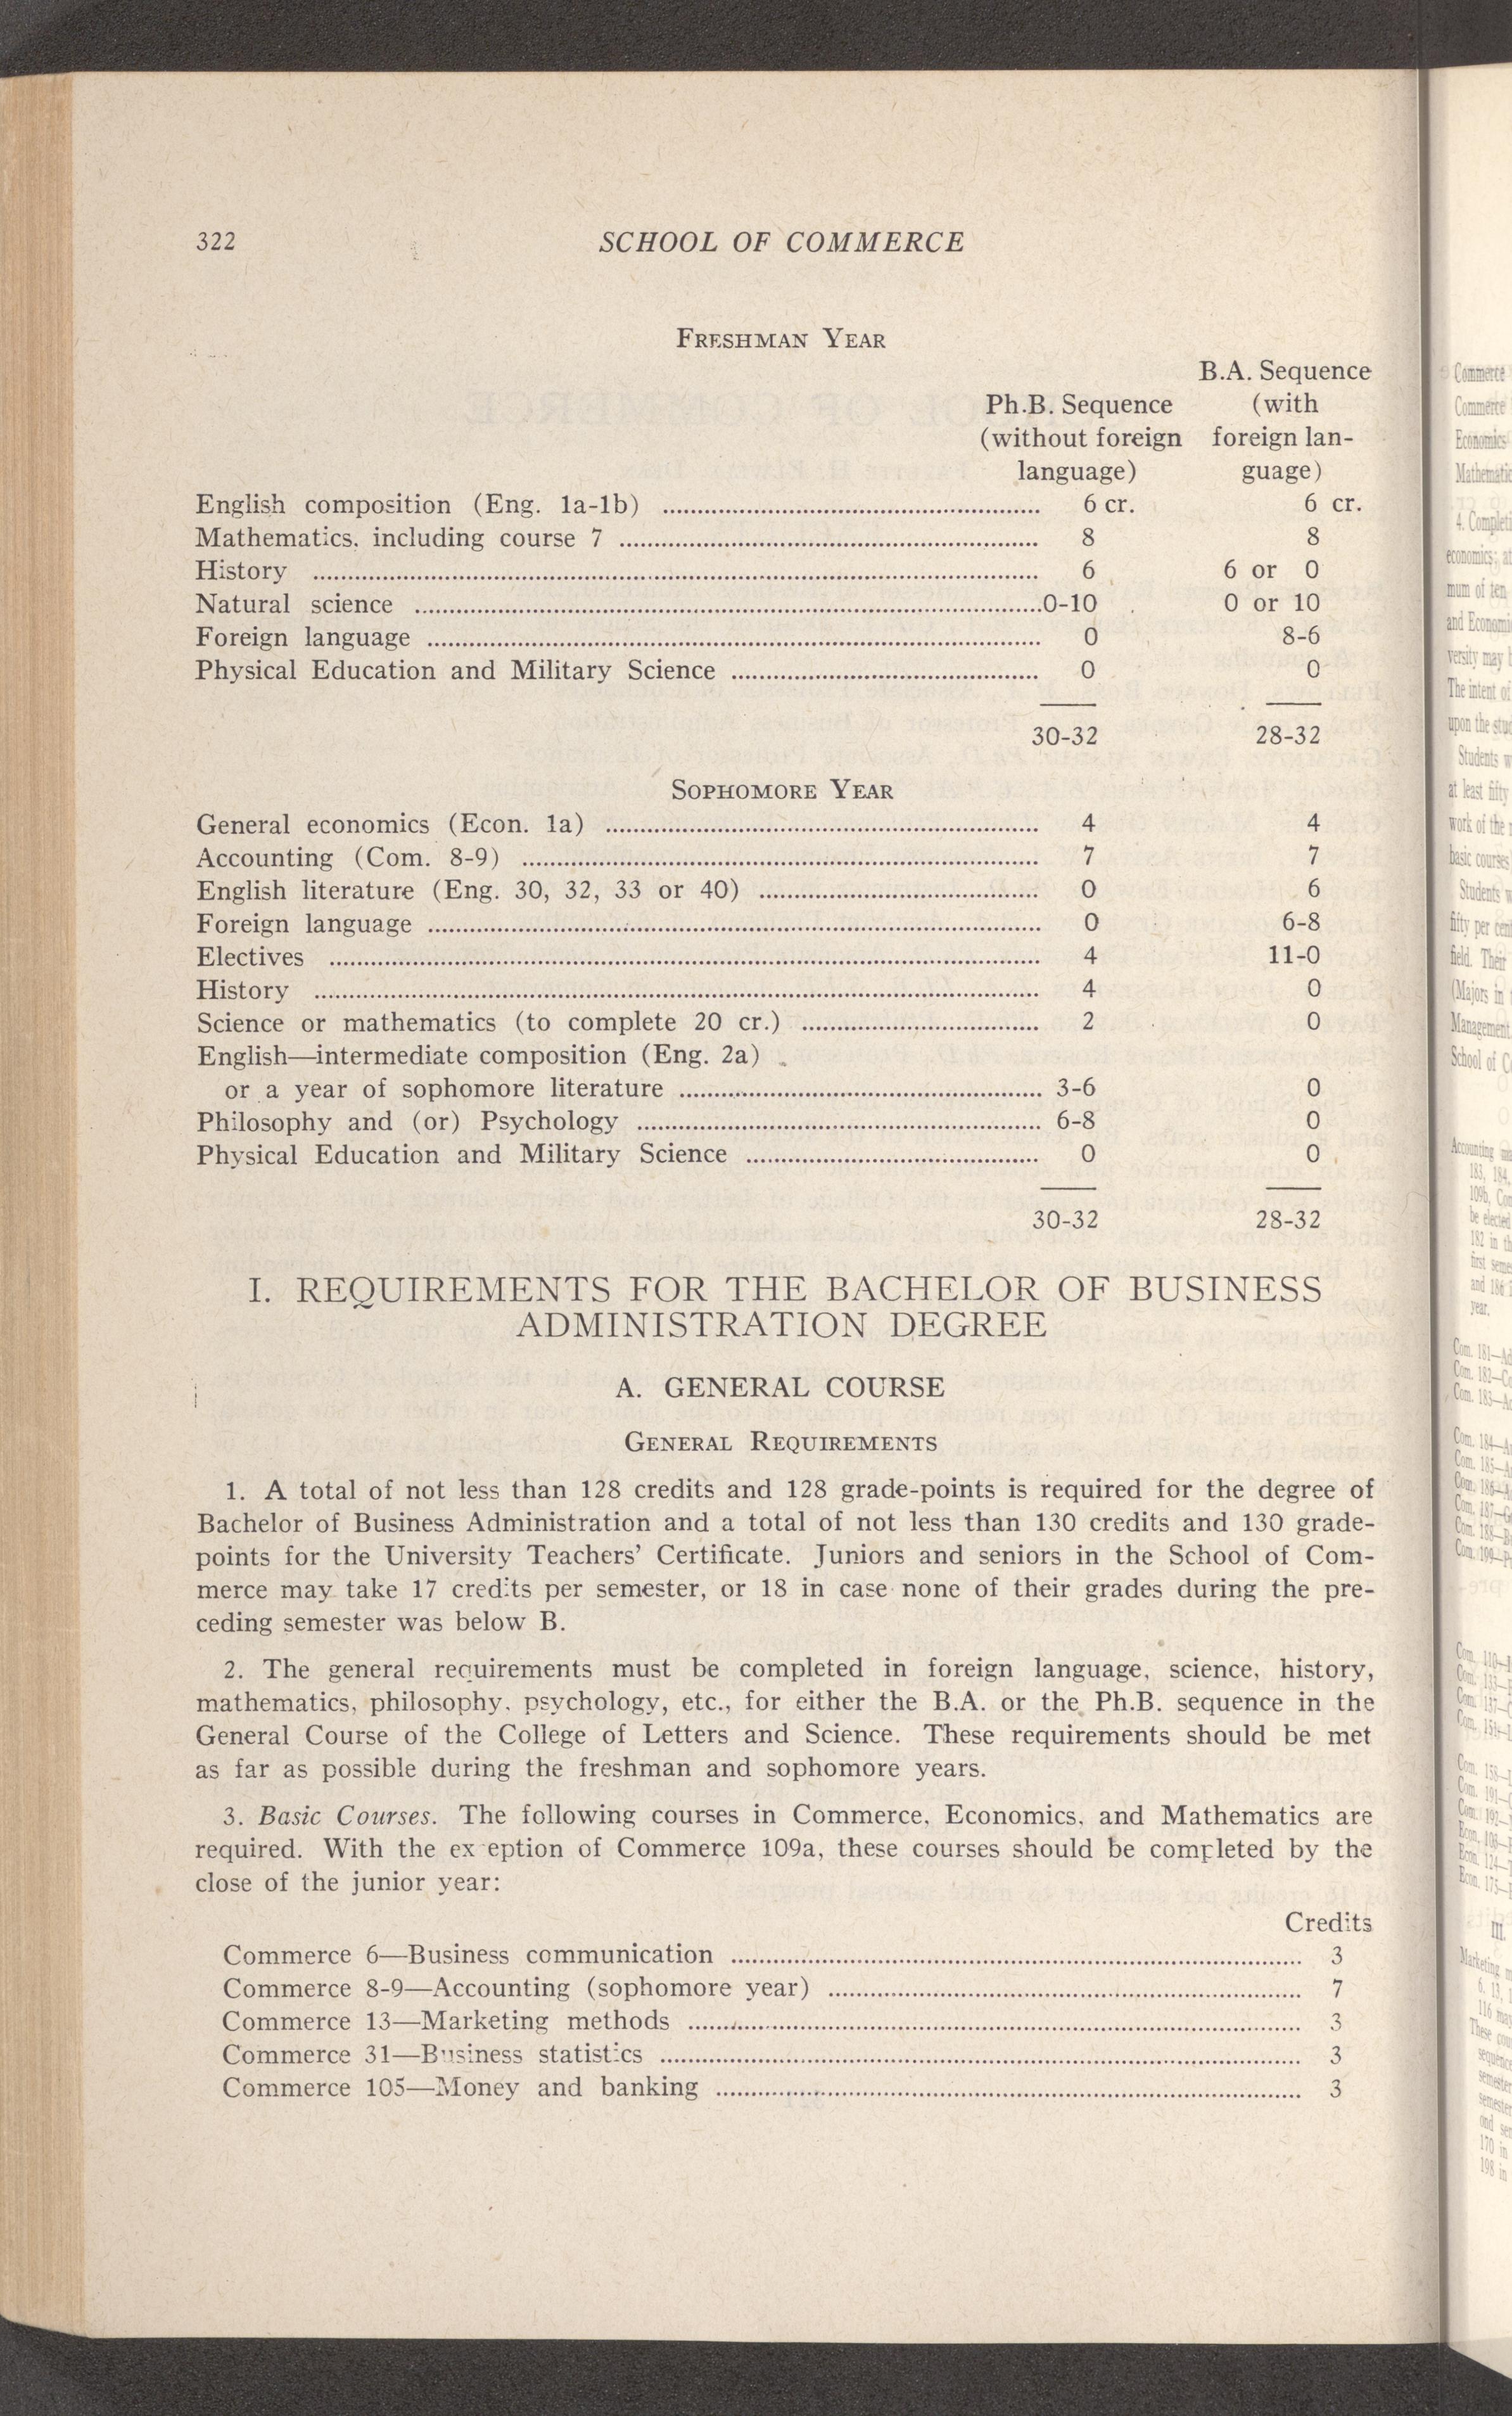 322
SCHOOL OF COMMERCE
FRESHMAN YEAR
B.A. Sequence
Ph.B. Sequence (with
(without foreign foreign lan-
language) guage)
English composition (Eng. 1a-1b) 6 cr. 6 cr.
Mathematics, including course 7 8 8
History 6 6 or 0
Natural science 0-10 0 or 10
Foreign language 0 8-6
Physical Education and Military Science 0 0
30-32 28-32
SOPHOMORE YEAR
General economics (Econ. 1a) 4 4
Accounting (Com. 8-9) 7 7
English literature (Eng. 30, 32, 33 or 40) 0 6
Foreign language 0 6-8
Electives 4 11-0
History 4 0
Science or mathematics (to complete 20 cr.) 2 0
English—intermediate composition (Eng. 2a)
or a year of sophomore literature 3-6 0
Philosophy and (or) Psychology 6-8 0
Physical Education and Military Science 0 0
30-32 28-32
I. REQUIREMENTS FOR THE BACHELOR OF BUSINESS
ADMINISTRATION DEGREE
A. GENERAL COURSE
GENERAL REQUIREMENTS
1. A total of not less than 128 credits and 128 grade-points is required for the degree of
Bachelor of Business Administration and a total of not less than 130 credits and 130 grade-
points for the University Teachers' Certificate. Juniors and seniors in the School of Com-
merce may take 17 credits per semester, or 18 in case none of their grades during the pre-
ceding semester was below B.
2. The general requirements must be completed in foreign language, science, history,
mathematics, philosophy, psychology, etc., for either the B.A. or the Ph.B. sequence in the
General Course of the College of Letters and Science. These requirements should be met
as far as possible during the freshman and sophomore years.
3. Basic Courses. The following courses in Commerce, Economics, and Mathematics are
required. With the ex eption of Commerce 109a, these courses should be completed by the
close of the junior year:
Credits
Commerce 6—Business communication 3
Commerce 8-9—Accounting (sophomore year) 7
Commerce 13—Marketing methods 3
Commerce 31—Business statistics 3
Commerce 105—Money and banking 3